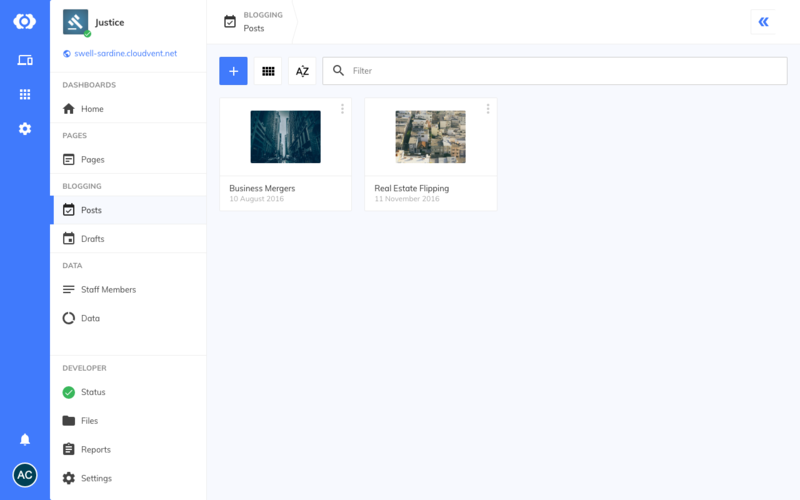 Justice
swell-sardine.cloudvent.net
DASHBOARDS
Home
PAGES
Pages
BLOGGING
Posts
Drafts
DATA
Staff Members
Data
DEVELOPER
Status
Files
Reports
Settings
AC
BLOGGING
Posts
AZ
Filter
Business Mergers
10 August 2016
Real Estate Flipping
11 November 2016